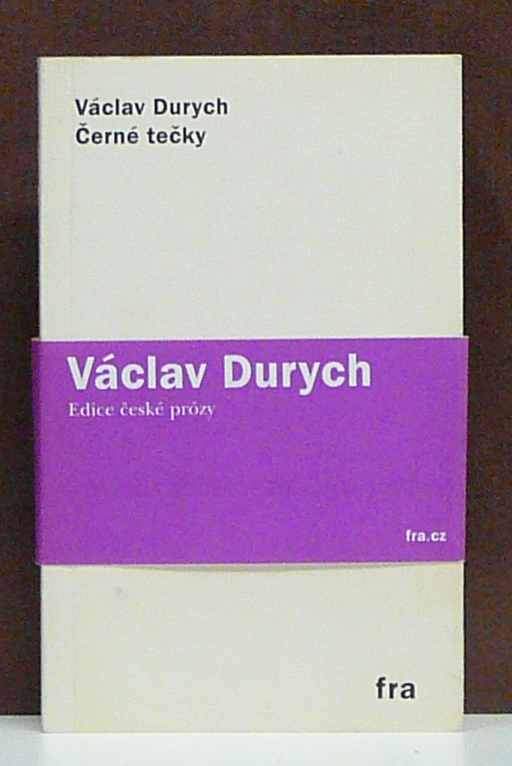 Václav Durych
Černé tečky
Václav Durych
Edice české prózy
fra.cz
fra